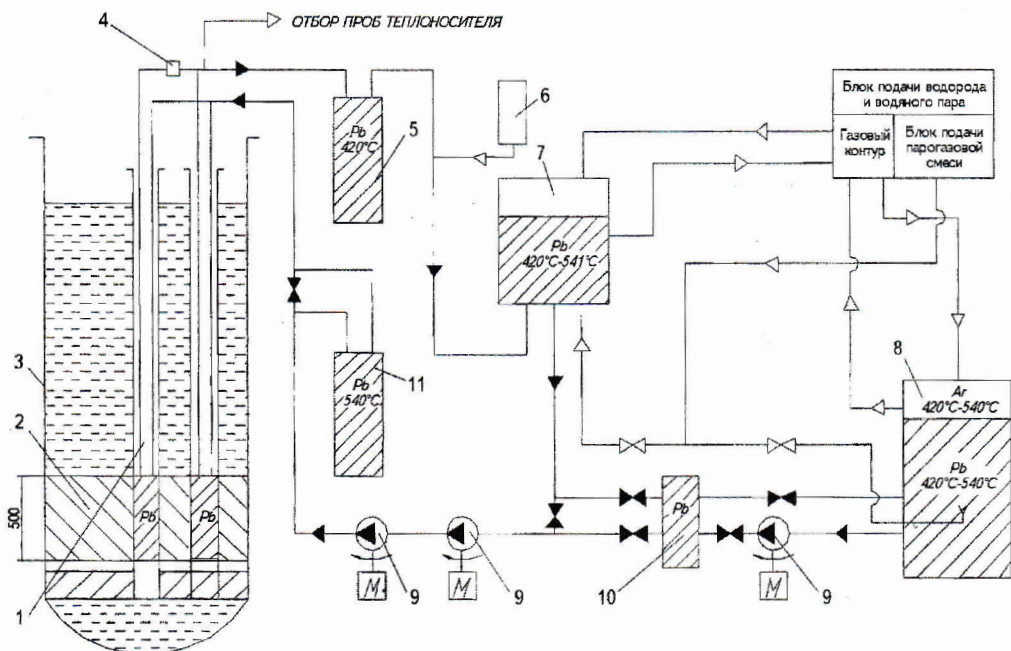 4
ОТБОР ПРОБ ТЕПЛОНОСИТЕЛЯ
Pb
420°C
5
6
7
Pb
420°C-541°C
Блок подачи водорода
и водяного пара
Газовый
контур
Блок подачи
парогазовой
смеси
3
2
500
1
Pb
Pb
Pb
540°C
11
8
Ar
420°C-540°C
Pb
420°C-540°C
Pb
10
9
M
9
M
9
M